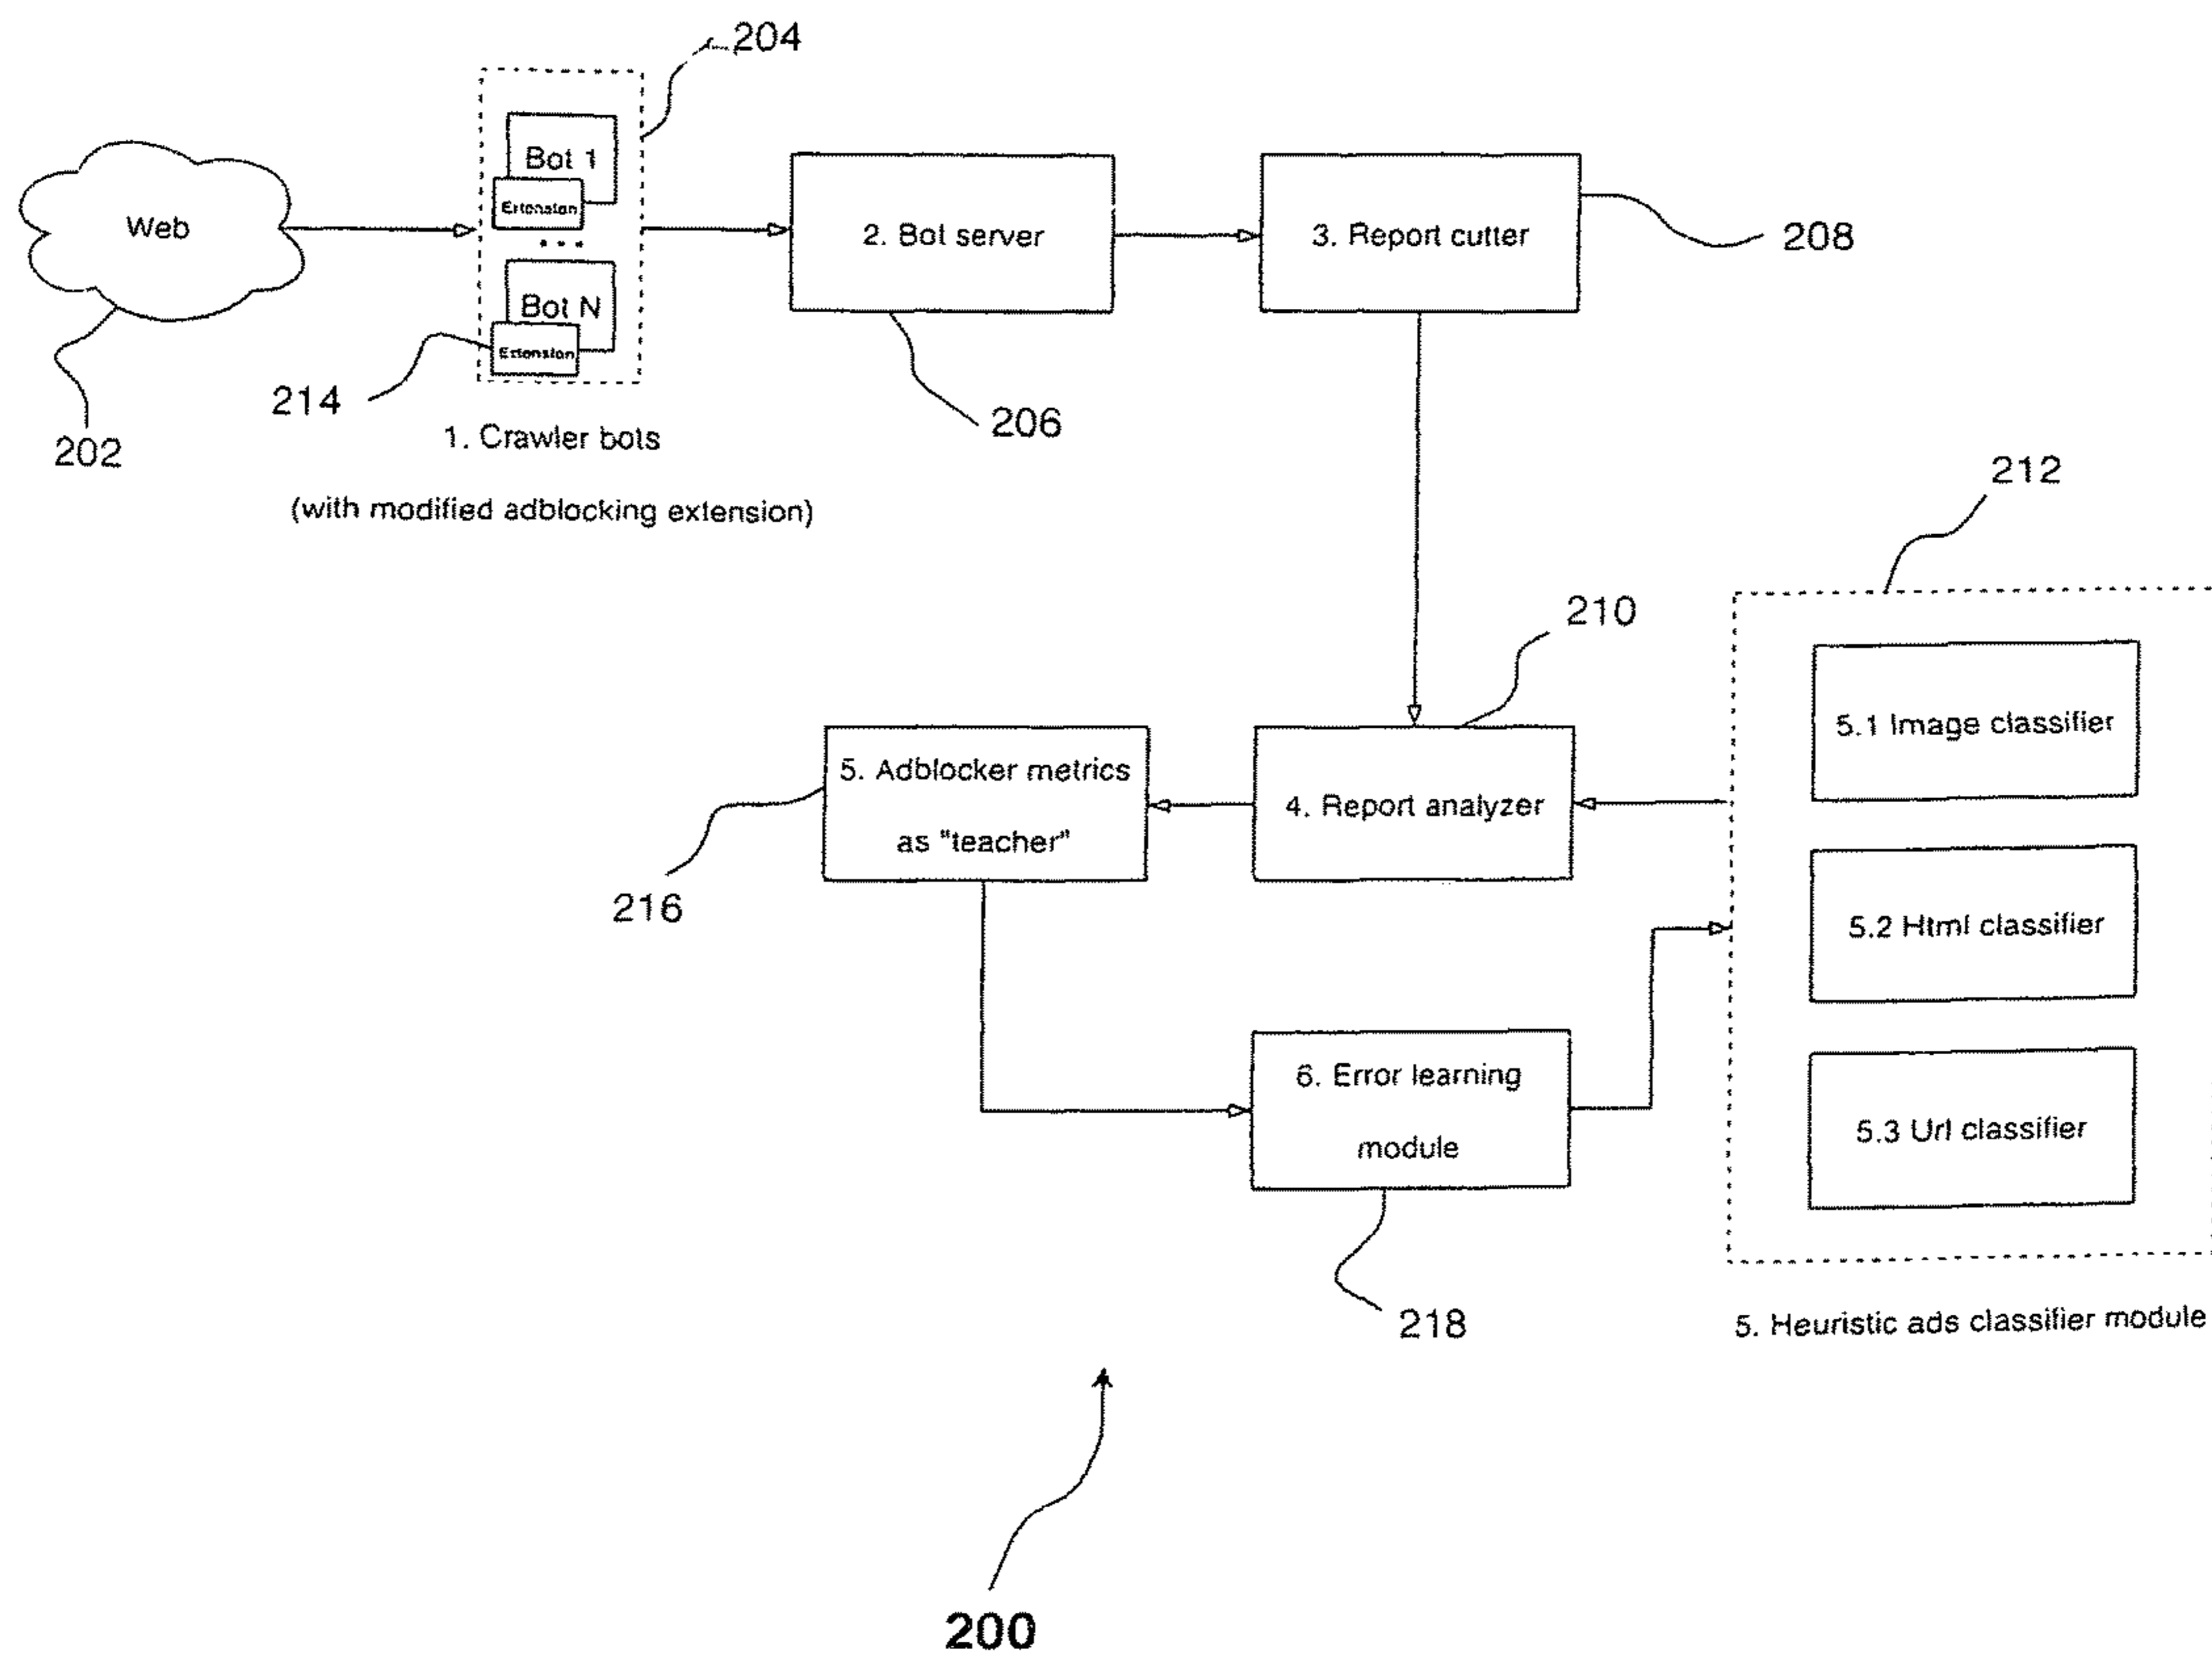 204
Bot 1
Extension
Web
...
2. Bot server
3. Report cutter
208
Bot N
Extension
214
206
202
1. Crawler bots
(with modified adblocking extension)
212
210
5.1 Image classifier
5. Adblocker metrics
as "teacher"
4. Report analyzer
216
5.2 Html classifier
6. Error learning
module
5.3 Url classifier
218
5. Heuristic ads classifier module
200